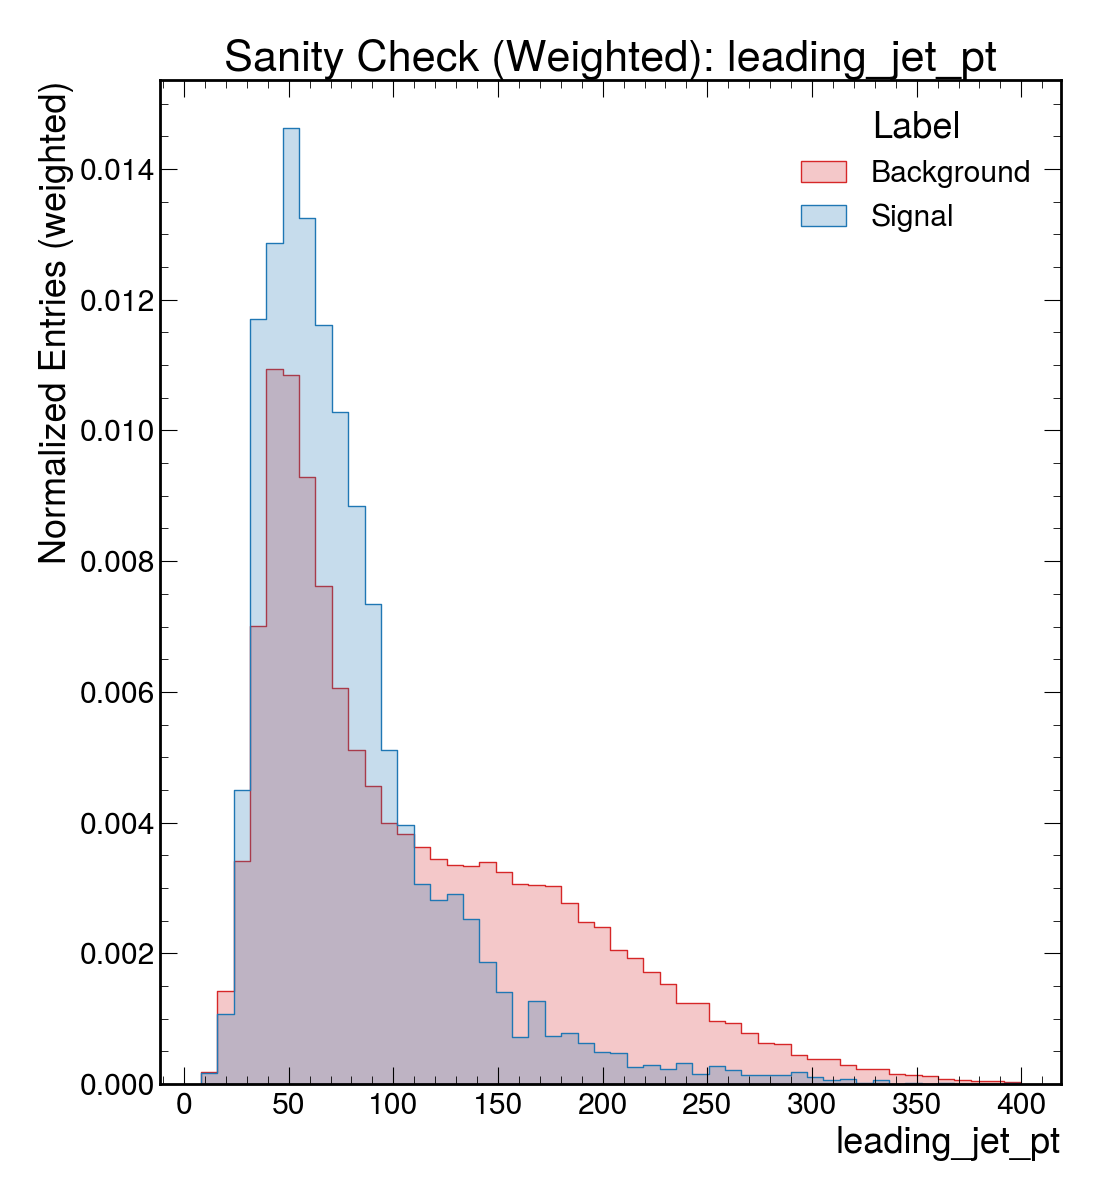 Sanity Check (Weighted): leading_jet_pt
Normalized Entries (weighted)
0.014
0.012
0.010
0.008
0.006
0.004
0.002
0.000
Label
Background
Signal
0 50 100 150 200 250 300 350 400
leading_jet_pt